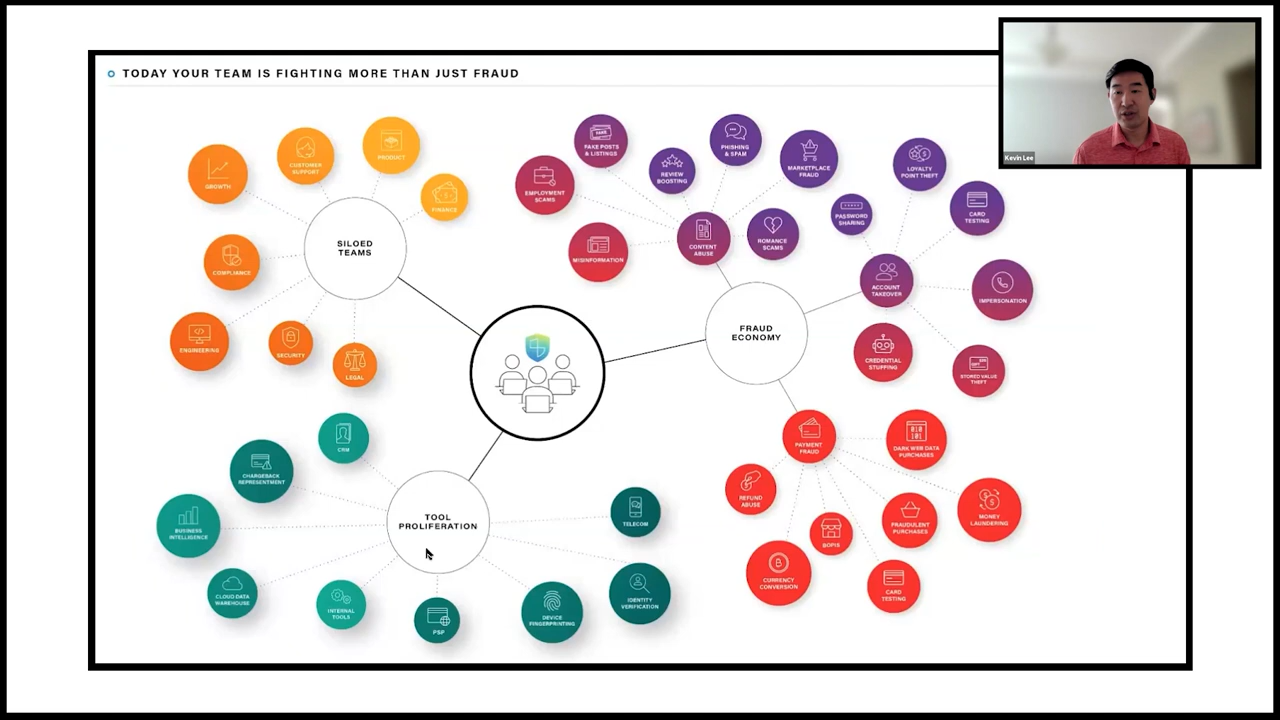 TODAY YOUR TEAM IS FIGHTING MORE THAN JUST FRAUD
Kevin Lee
GROWTH
CUSTOMER
SUPPORT
PRODUCT
FINANCE
SILOED
TEAMS
COMPLIANCE
ENGINEERING
SECURITY
LEGAL
FAKE
FAKE POSTS
& LISTINGS
EMPLOYMENT
SCAMS
REVIEW
BOOSTING
PHISHING
& SPAM
MARKETPLACE
FRAUD
MISINFORMATION
CONTENT
ABUSE
ROMANCE
SCAMS
LOYALTY
POINT THEFT
PASSWORD
SHARING
CARD
TESTING
ACCOUNT
TAKEOVER
IMPERSONATION
CREDENTIAL
STUFFING
STORED VALUE
THEFT
FRAUD
ECONOMY
PAYMENT
FRAUD
010
101
DARK WEB DATA
PURCHASES
REFUND
ABUSE
BOPIS
FRAUDULENT
PURCHASES
MONEY
LAUNDERING
CURRENCY
CONVERSION
CARD
TESTING
CRM
CHARGEBACK
REPRESENTMENT
BUSINESS
INTELLIGENCE
TOOL
PROLIFERATION
TELECOM
CLOUD DATA
WAREHOUSE
INTERNAL
TOOLS
PSP
DEVICE
FINGERPRINTING
IDENTITY
VERIFICATION